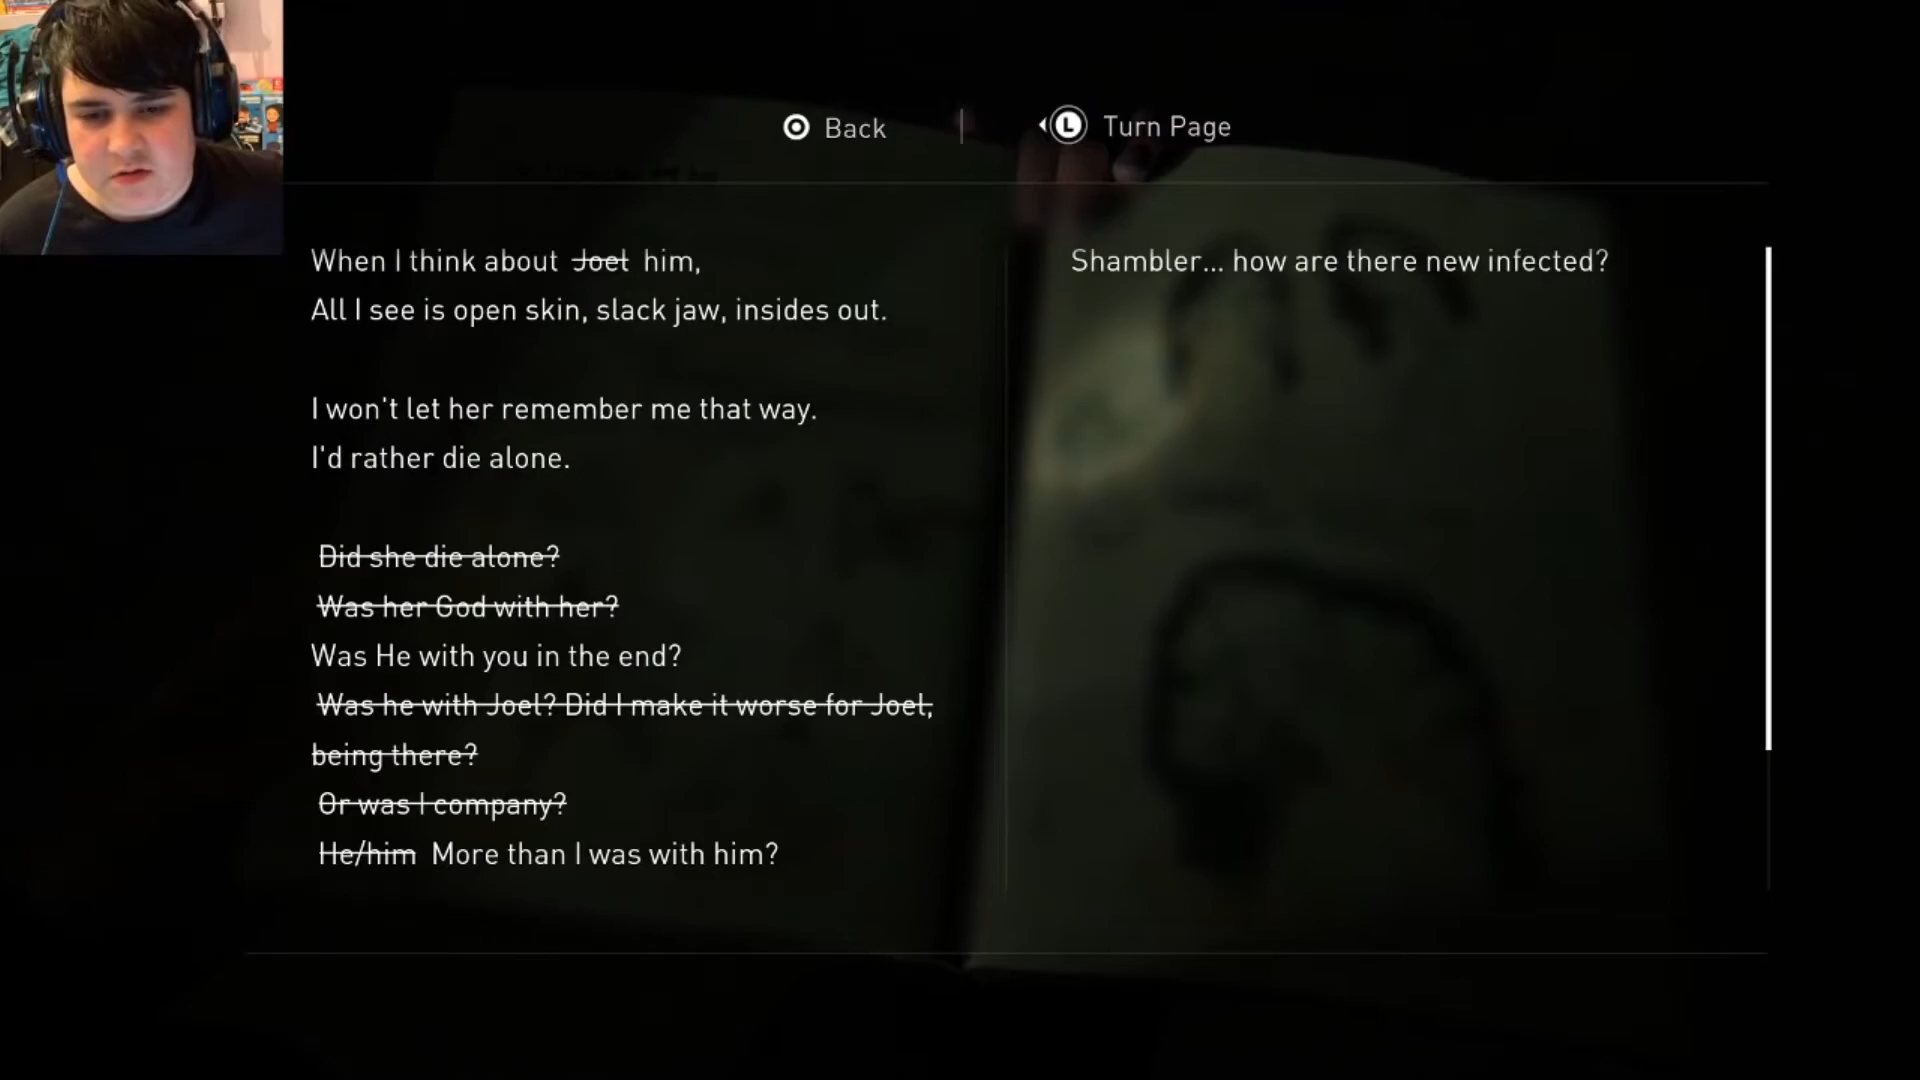 Back
L Turn Page
When I think about Joel him,
All I see is open skin, slack jaw, insides out.
I won't let her remember me that way.
I'd rather die alone.
Did she die alone?
Was her God with her?
Was He with you in the end?
Was he with Joel? Did I make it worse for Joel,
being there?
Or was I company?
He/him More than I was with him?
Shambler... how are there new infected?